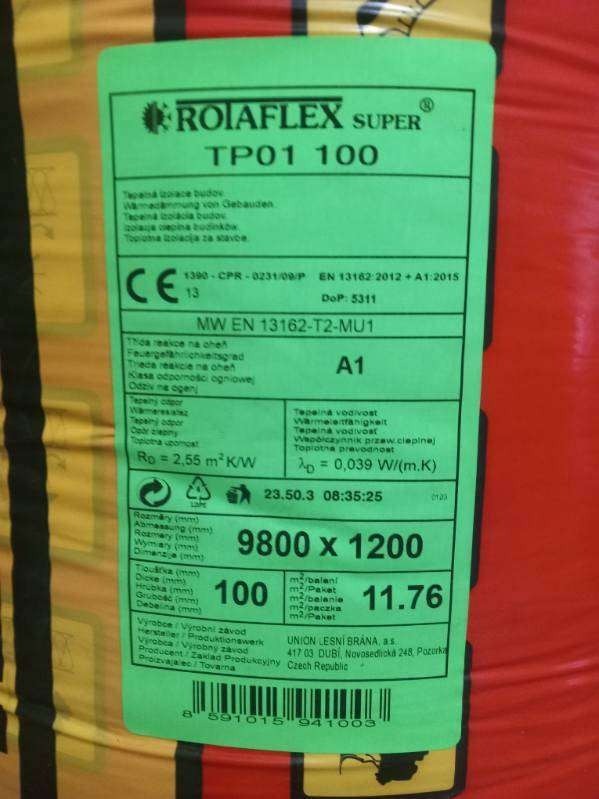 ROTAFLEX SUPER ®
TP01 100
Tepelná izolace budov.
Wärmedämmung von Gebäuden.
Tepelná izolácia budov.
Izolacja cieplna budinków.
Toplotna izolacija za stavbe.
CE 1390 - CPR - 0231/09/P EN 13162:2012 + A1:2015
13 DoP: 5311
MW EN 13162-T2-MU1
Třída reakce na oheň
Feuergefährlichkeitsgrad
Trieda reakcie na oheň
Klasa odporności ogniowej
Odziv na ogenj
A1
Tepelný odpor
Wärmeresistez
Tepelný odpor
Opór cieplny
Toplotna upornost
RD = 2,55 m²K/W
Tepelná vodivost
Wärmeleitfähigkeit
Tepelná vodivosť
Współczynnik przew.cieplnej
Toplotna prevodnost
λD = 0,039 W/(m.K)
LDPE
23.50.3 08:35:25
0123
Rozměry (mm)
Abmessung (mm)
Rozmery (mm)
Wymiary (mm)
Dimenzije (mm)
9800 x 1200
Tloušťka (mm)
Dicke (mm)
Hrúbka (mm)
Grubość (mm)
Debelina (mm)
100
m²/balení
m²/Paket
m²/balenie
m²/paczka
m²/Paket
11.76
Výrobce / Výrobní závod
Hersteller / Produktionswerk
Výrobca / Výrobný závod
Producent / Zakład Produkcyjny
Proizvajalec / Tovarna
UNION LESNÍ BRÁNA, a.s.
417 03 DUBÍ, Novosedlická 248, Pozorka
Czech Republic
8 591015 941003